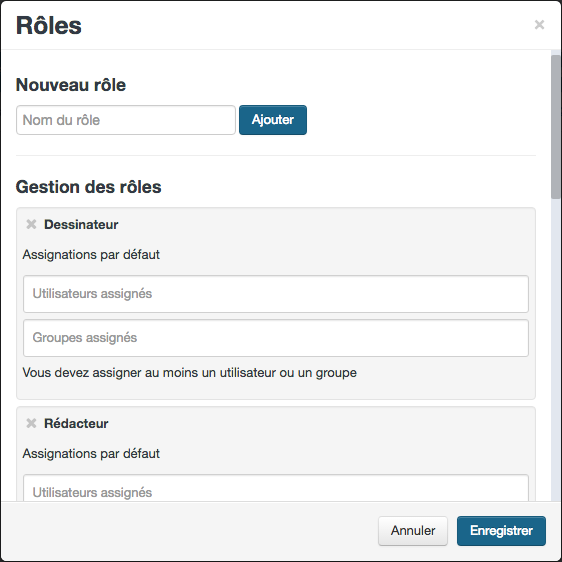 Rôles
Nouveau rôle
Nom du rôle
Ajouter
Gestion des rôles
Dessinateur
Assignations par défaut
Utilisateurs assignés
Groupes assignés
Vous devez assigner au moins un utilisateur ou un groupe
Rédacteur
Assignations par défaut
Utilisateurs assignés
Annuler Enregistrer